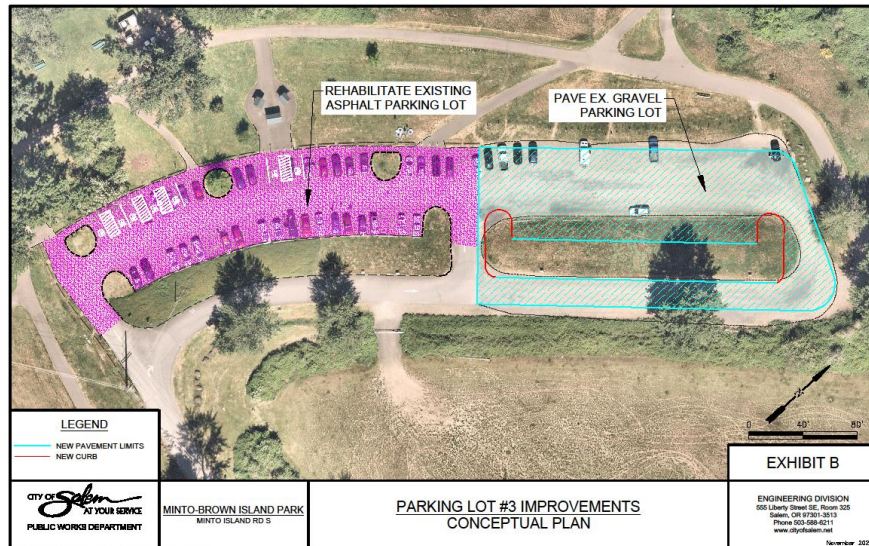 REHABILITATE EXISTING
ASPHALT PARKING LOT
PAVE EX. GRAVEL
PARKING LOT
LEGEND
NEW PAVEMENT LIMITS
NEW CURB
0 40' 80'
EXHIBIT B
CITY OF Salem
AT YOUR SERVICE
PUBLIC WORKS DEPARTMENT
MINTO-BROWN ISLAND PARK
MINTO ISLAND RD S
PARKING LOT #3 IMPROVEMENTS
CONCEPTUAL PLAN
ENGINEERING DIVISION
555 Liberty Street SE, Room 325
Salem, OR 97301-3513
Phone 503-588-6211
www.cityofsalem.net
November